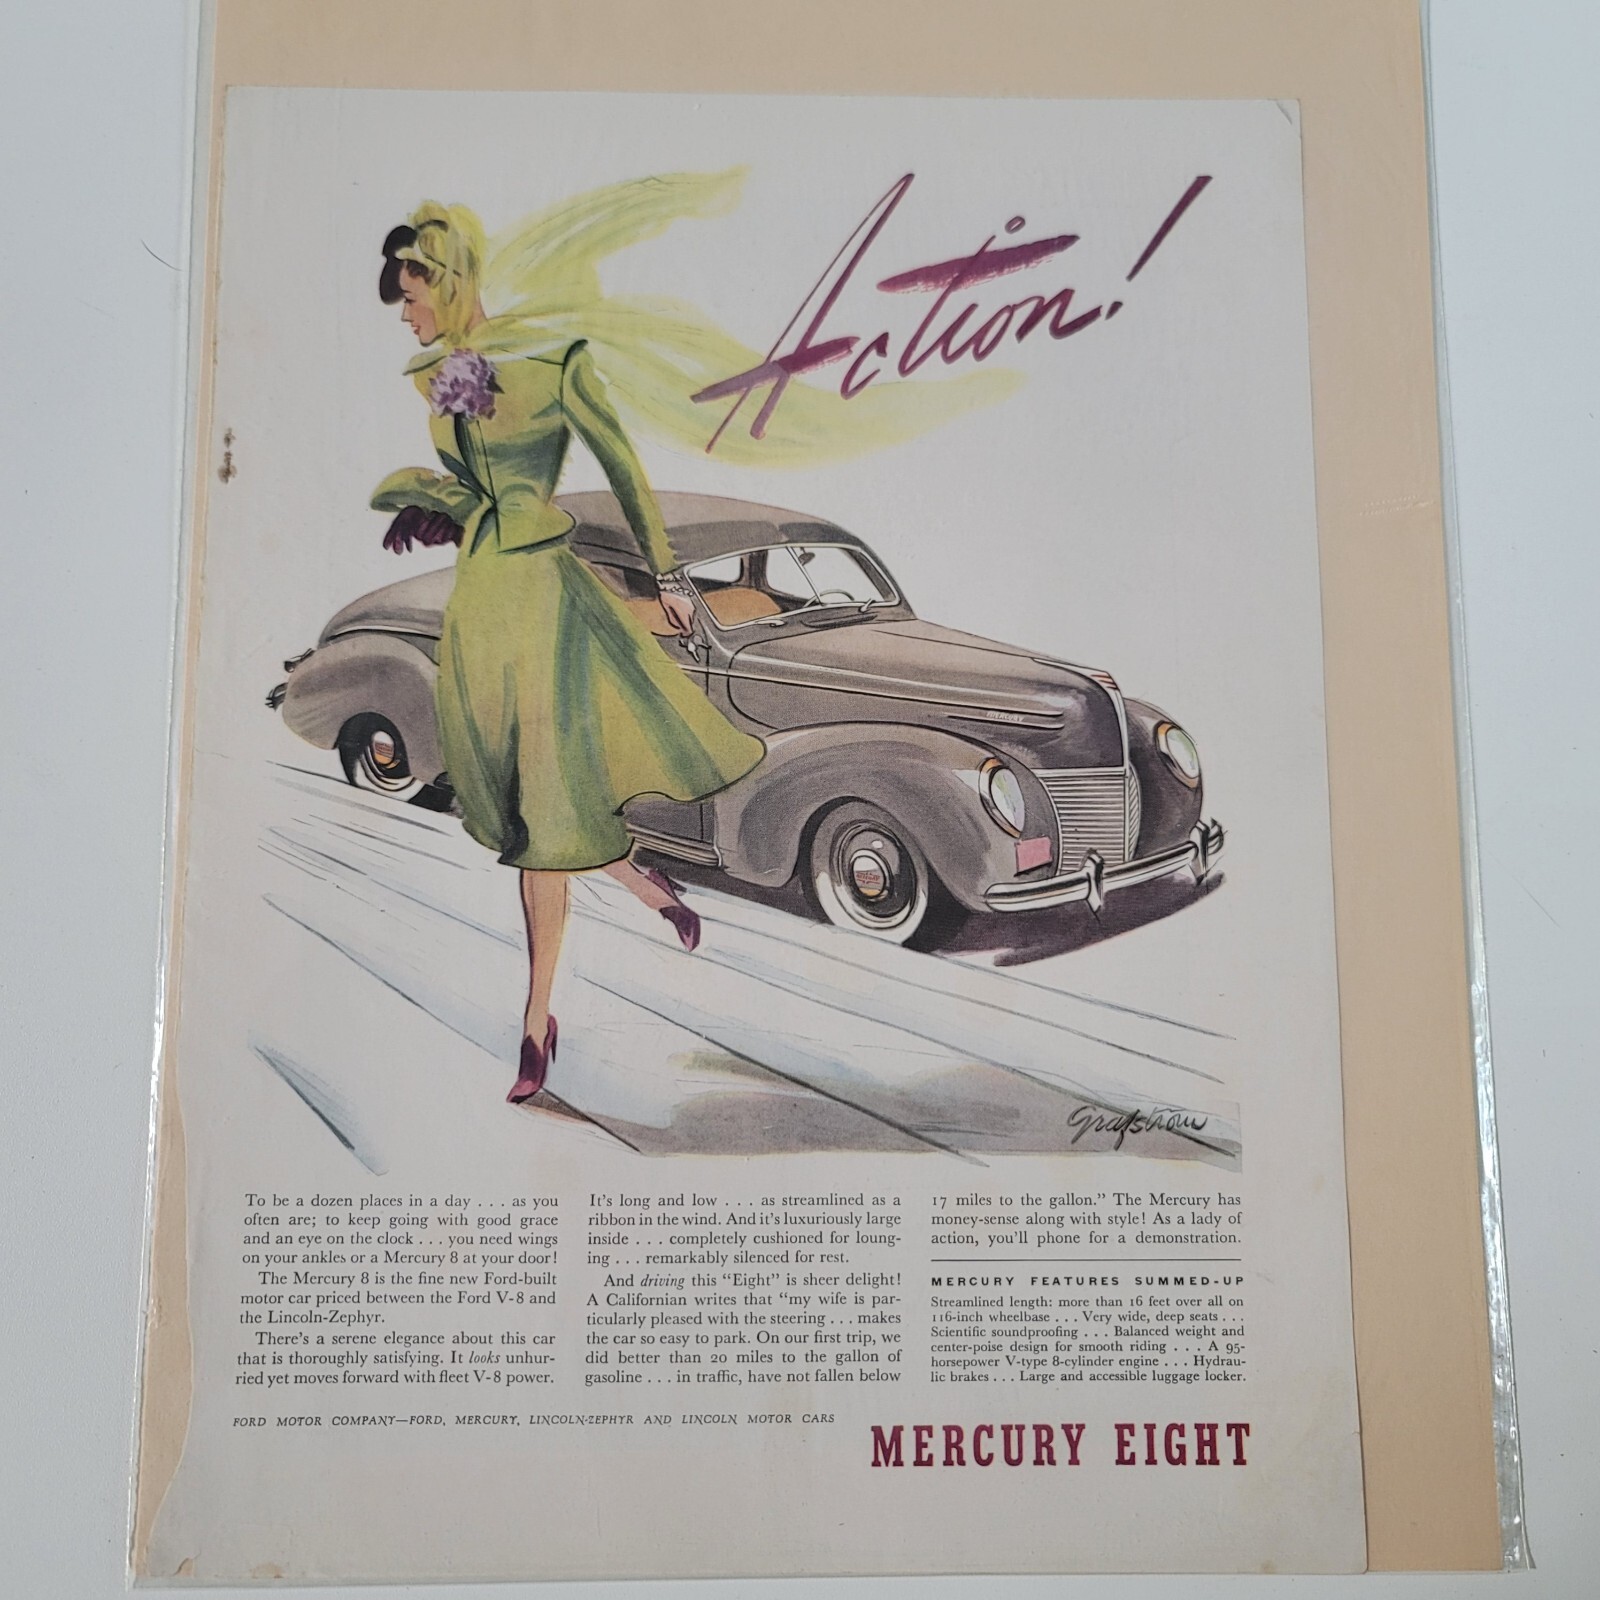 Action!
MERCURY
Grafstrom
To be a dozen places in a day . . . as you
often are; to keep going with good grace
and an eye on the clock . . . you need wings
on your ankles or a Mercury 8 at your door!
The Mercury 8 is the fine new Ford-built
motor car priced between the Ford V-8 and
the Lincoln-Zephyr.
There's a serene elegance about this car
that is thoroughly satisfying. It looks unhur-
ried yet moves forward with fleet V-8 power.
It's long and low . . . as streamlined as a
ribbon in the wind. And it's luxuriously large
inside . . . completely cushioned for loung-
ing . . . remarkably silenced for rest.
And driving this "Eight" is sheer delight!
A Californian writes that "my wife is par-
ticularly pleased with the steering . . . makes
the car so easy to park. On our first trip, we
did better than 20 miles to the gallon of
gasoline . . . in traffic, have not fallen below
17 miles to the gallon." The Mercury has
money-sense along with style! As a lady of
action, you'll phone for a demonstration.
MERCURY FEATURES SUMMED-UP
Streamlined length: more than 16 feet over all on
116-inch wheelbase . . . Very wide, deep seats . . .
Scientific soundproofing . . . Balanced weight and
center-poise design for smooth riding . . . A 95-
horsepower V-type 8-cylinder engine . . . Hydrau-
lic brakes . . . Large and accessible luggage locker.
FORD MOTOR COMPANY—FORD, MERCURY, LINCOLN-ZEPHYR AND LINCOLN MOTOR CARS
MERCURY EIGHT